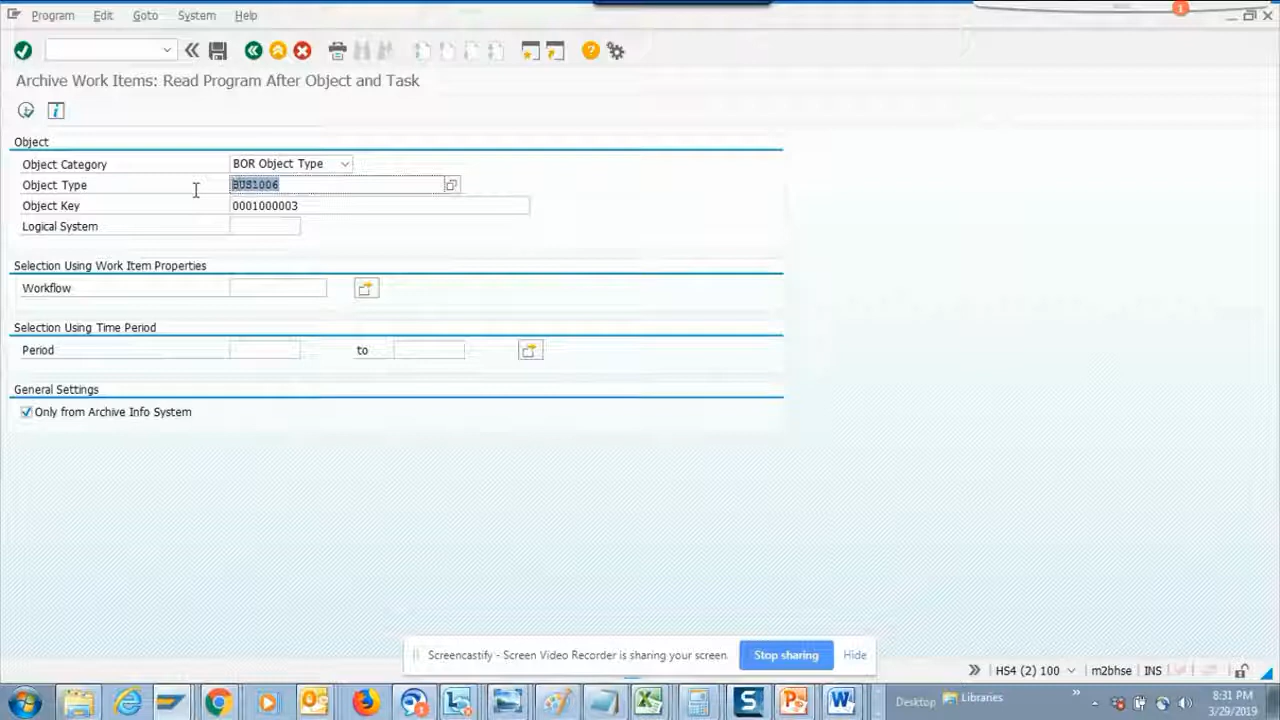 Program Edit Goto System Help
1
Archive Work Items: Read Program After Object and Task
Object
Object Category BOR Object Type
Object Type BUS1006
Object Key 0001000003
Logical System
Selection Using Work Item Properties
Workflow
Selection Using Time Period
Period to
General Settings
Only from Archive Info System
Screencastify - Screen Video Recorder is sharing your screen. Stop sharing Hide
HS4 (2) 100 m2bhse INS
Desktop Libraries
8:31 PM
3/29/2019